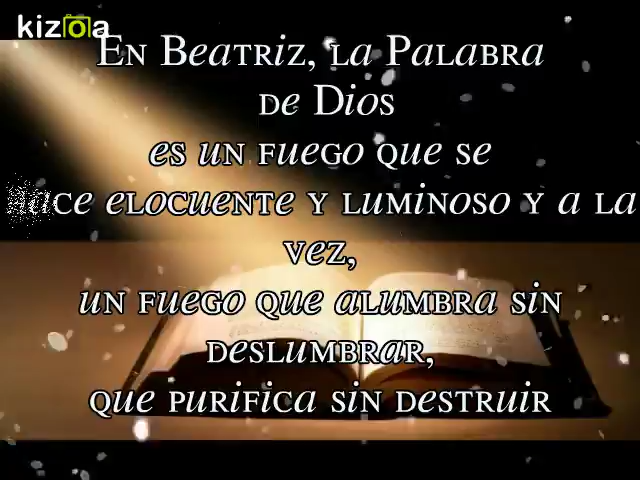 kizoa
En Beatriz, la Palabra
de Dios
es un fuego que se
hace elocuente y luminoso y a la
vez,
un fuego que alumbra sin
deslumbrar,
que purifica sin destruir